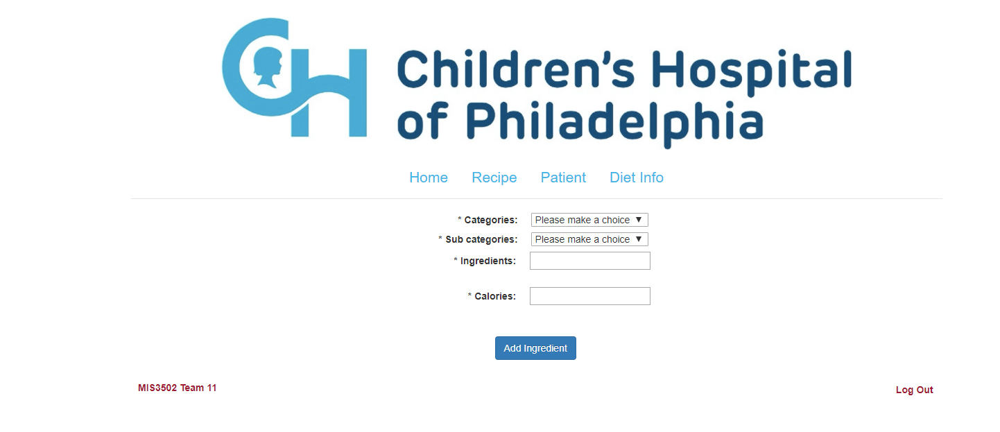 CH
Children's Hospital
of Philadelphia
Home Recipe Patient Diet Info
* Categories: Please make a choice ▼
* Sub categories: Please make a choice ▼
* Ingredients:
* Calories:
Add Ingredient
MIS3502 Team 11
Log Out